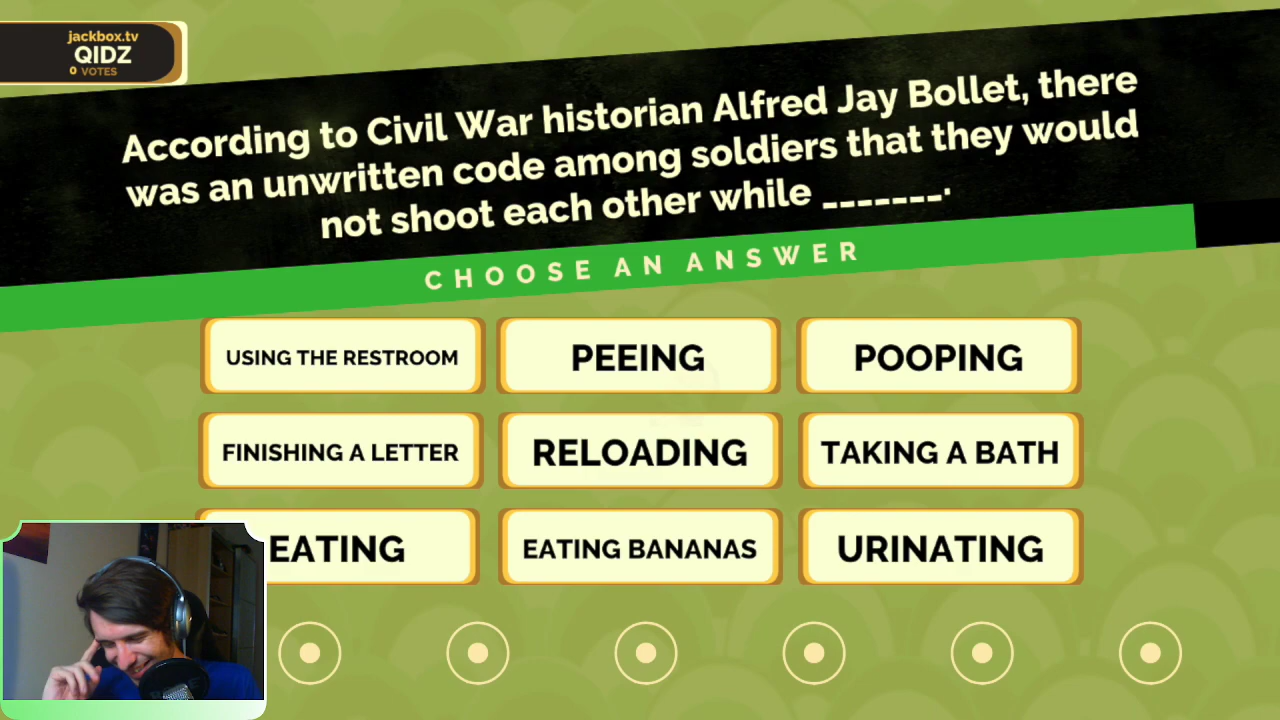 jackbox.tv
QIDZ
0 VOTES
According to Civil War historian Alfred Jay Bollet, there
was an unwritten code among soldiers that they would
not shoot each other while _______.
CHOOSE AN ANSWER
USING THE RESTROOM
PEEING
POOPING
FINISHING A LETTER
RELOADING
TAKING A BATH
EATING
EATING BANANAS
URINATING